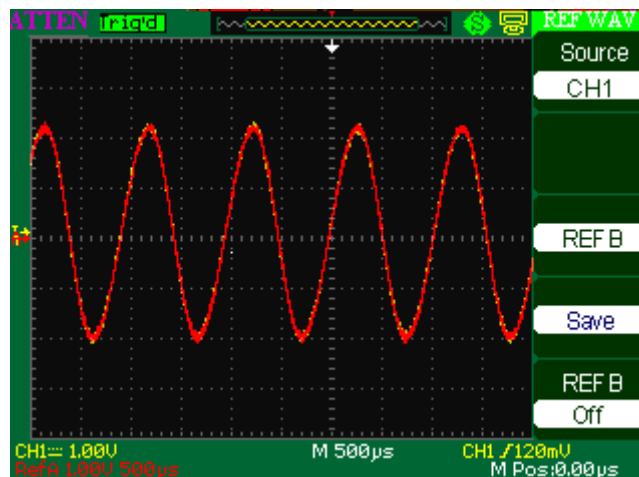 ATTEN Trig'd S REF WAV
Source
CH1
REF B
Save
REF B
Off
CH1 1.00V M 500µs CH1 /120mV
RefA 1.00V 500µs M Pos:0.00µs